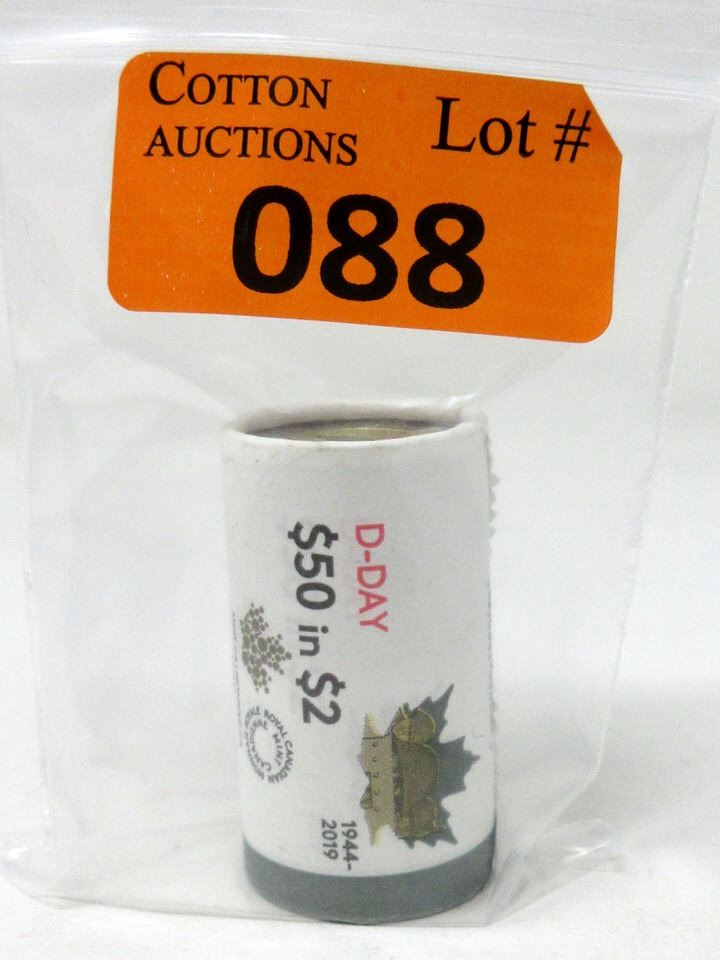 COTTON
AUCTIONS
Lot #
088
D-DAY
$50 in $2
ROYAL CANADIAN MINT
1944-
2019